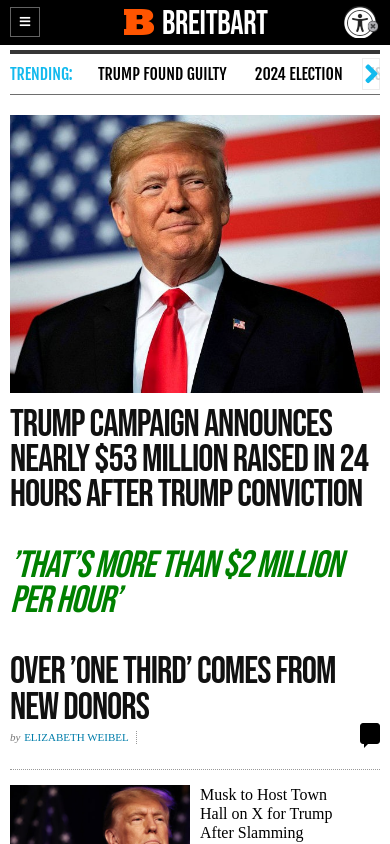 BREITBART
TRENDING:
TRUMP FOUND GUILTY
2024 ELECTION
TRUMP CAMPAIGN ANNOUNCES
NEARLY $53 MILLION RAISED IN 24
HOURS AFTER TRUMP CONVICTION
’THAT’S MORE THAN $2 MILLION
PER HOUR’
OVER ’ONE THIRD’ COMES FROM
NEW DONORS
by ELIZABETH WEIBEL
Musk to Host Town
Hall on X for Trump
After Slamming